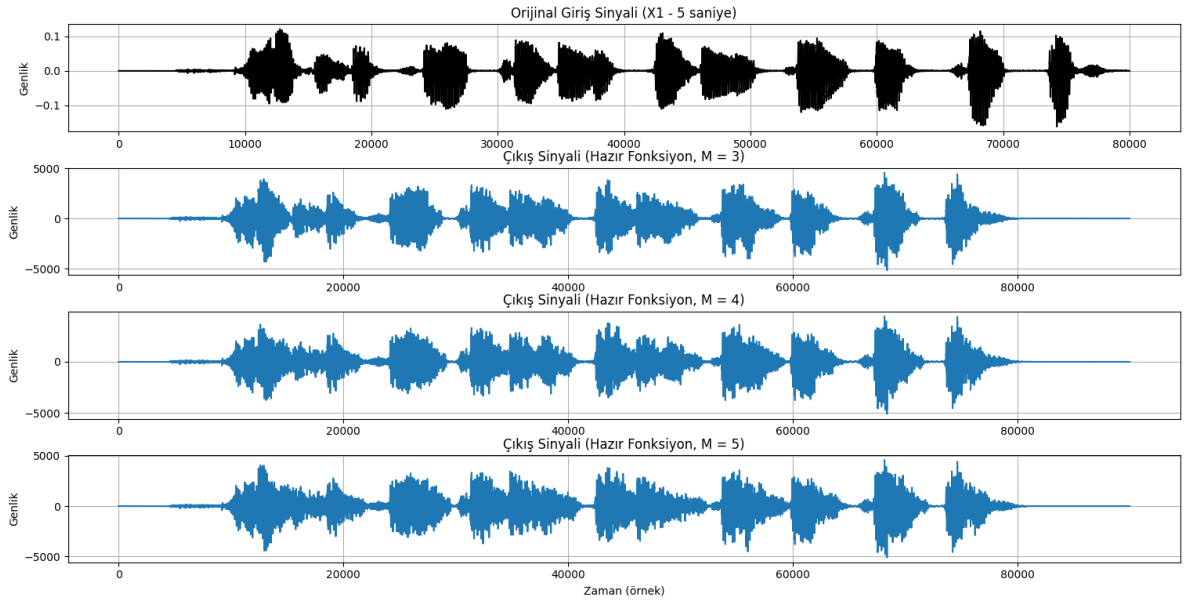 Orijinal Giriş Sinyali (X1 - 5 saniye)
Genlik
0.1
0.0
−0.1
0 10000 20000 30000 40000 50000 60000 70000 80000
Çıkış Sinyali (Hazır Fonksiyon, M = 3)
Genlik
5000
0
−5000
0 20000 40000 60000 80000
Çıkış Sinyali (Hazır Fonksiyon, M = 4)
Genlik
0
−5000
0 20000 40000 60000 80000
Çıkış Sinyali (Hazır Fonksiyon, M = 5)
Genlik
5000
0
−5000
0 20000 40000 60000 80000
Zaman (örnek)